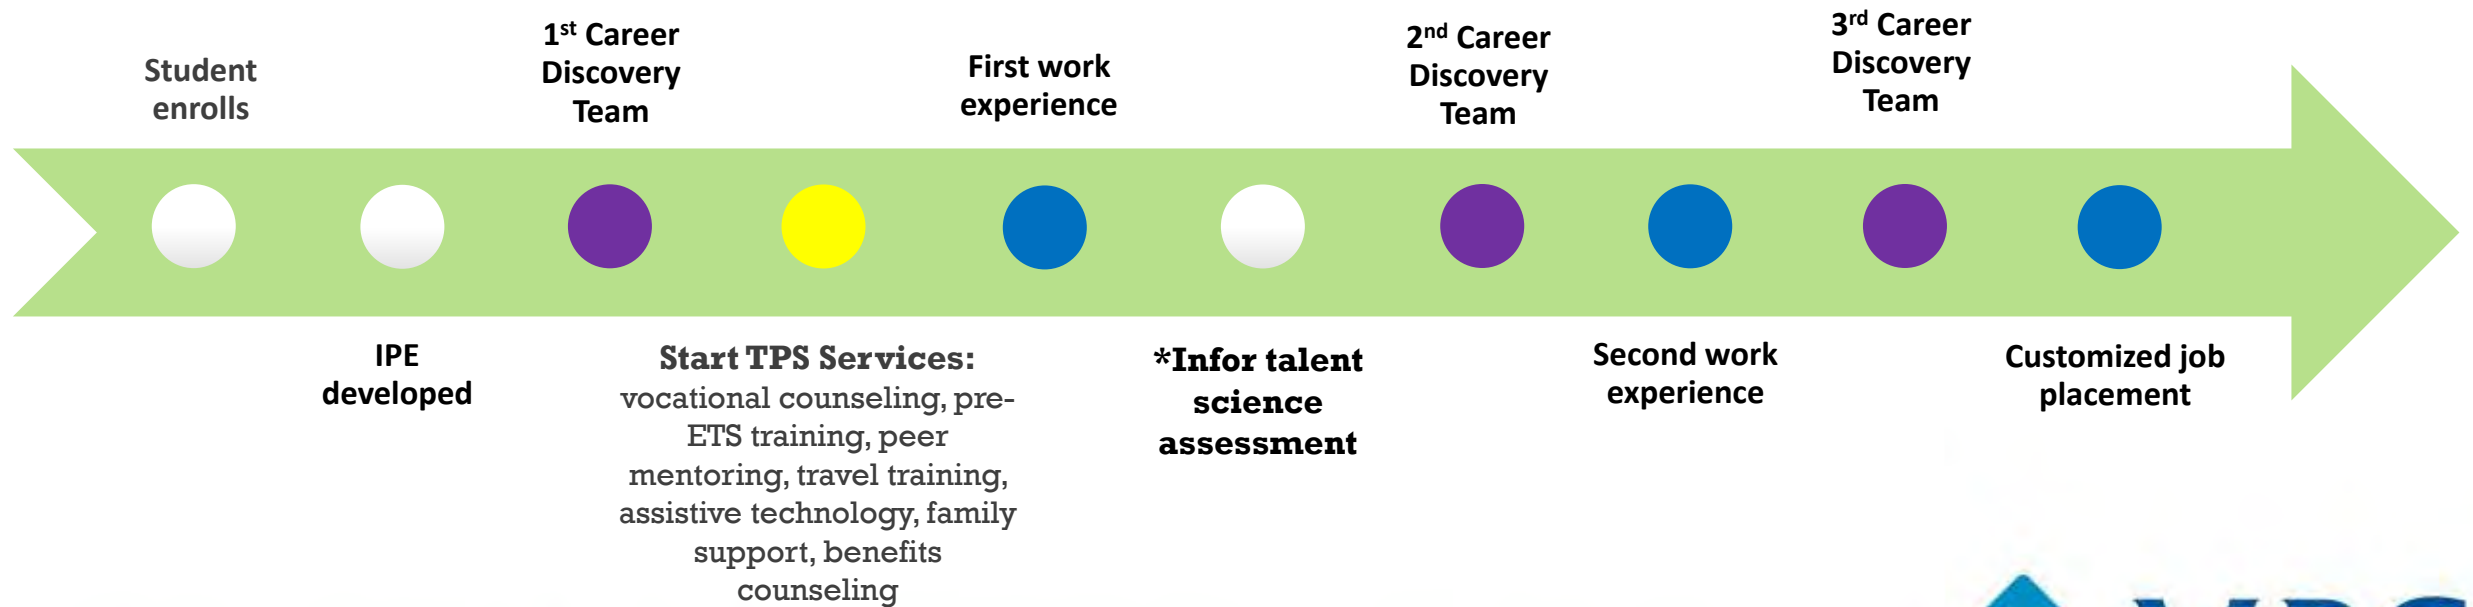 Student
enrolls
IPE
developed
1st Career
Discovery
Team
Start TPS Services:
vocational counseling, pre-
ETS training, peer
mentoring, travel training,
assistive technology, family
support, benefits
counseling
First work
experience
*Infor talent
science
assessment
2nd Career
Discovery
Team
Second work
experience
3rd Career
Discovery
Team
Customized job
placement